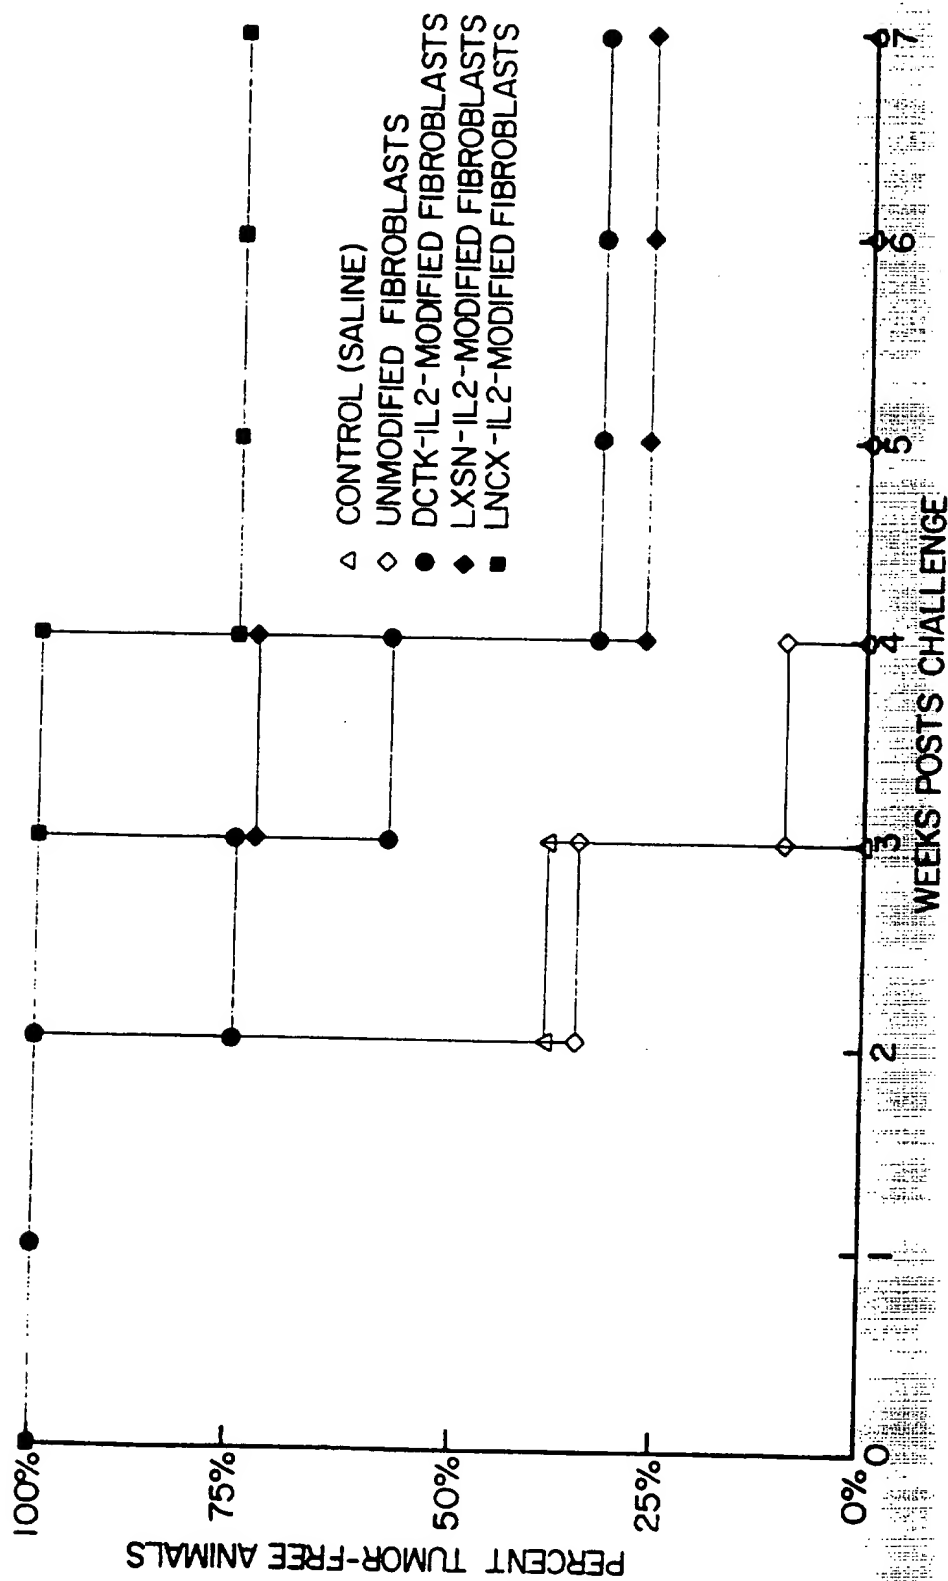 PERCENT TUMOR-FREE ANIMALS
100%
75%
50%
25%
0%
△ CONTROL (SALINE)
◇ UNMODIFIED FIBROBLASTS
● DCTK-IL2-MODIFIED FIBROBLASTS
◆ LXSN-IL2-MODIFIED FIBROBLASTS
■ LNCX-IL2-MODIFIED FIBROBLASTS
0 1 2 3 4 5 6 7
WEEKS POSTS CHALLENGE